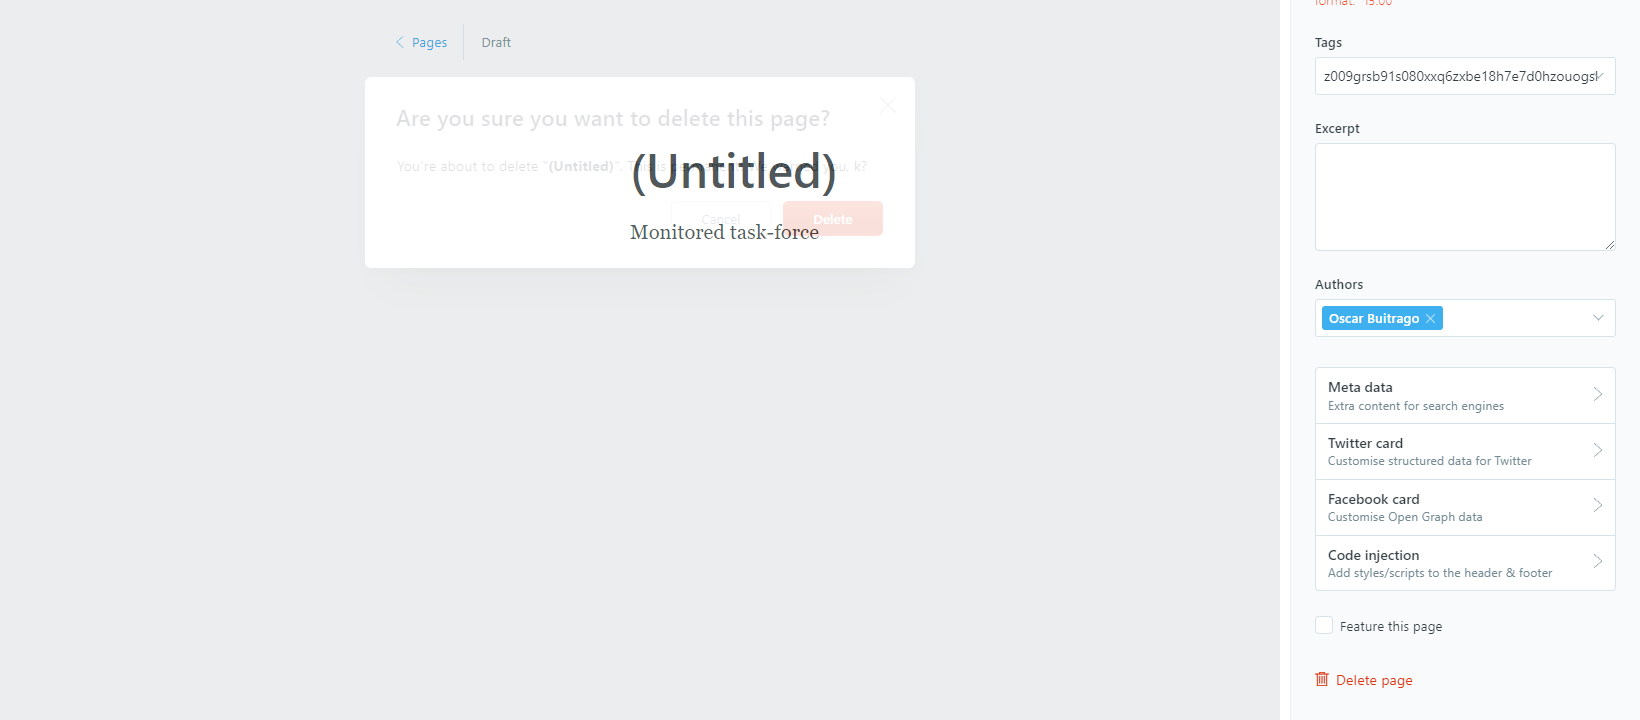 format: "15:00"
Pages
Draft
Tags
z009grsb91s080xxq6zxbe18h7e7d0hzouogsl
Excerpt
Authors
Oscar Buitrago
Meta data
Extra content for search engines
Twitter card
Customise structured data for Twitter
Facebook card
Customise Open Graph data
Code injection
Add styles/scripts to the header & footer
Feature this page
Delete page
Are you sure you want to delete this page?
You're about to delete "(Untitled)". you, k?
Cancel
Delete
(Untitled)
Monitored task-force